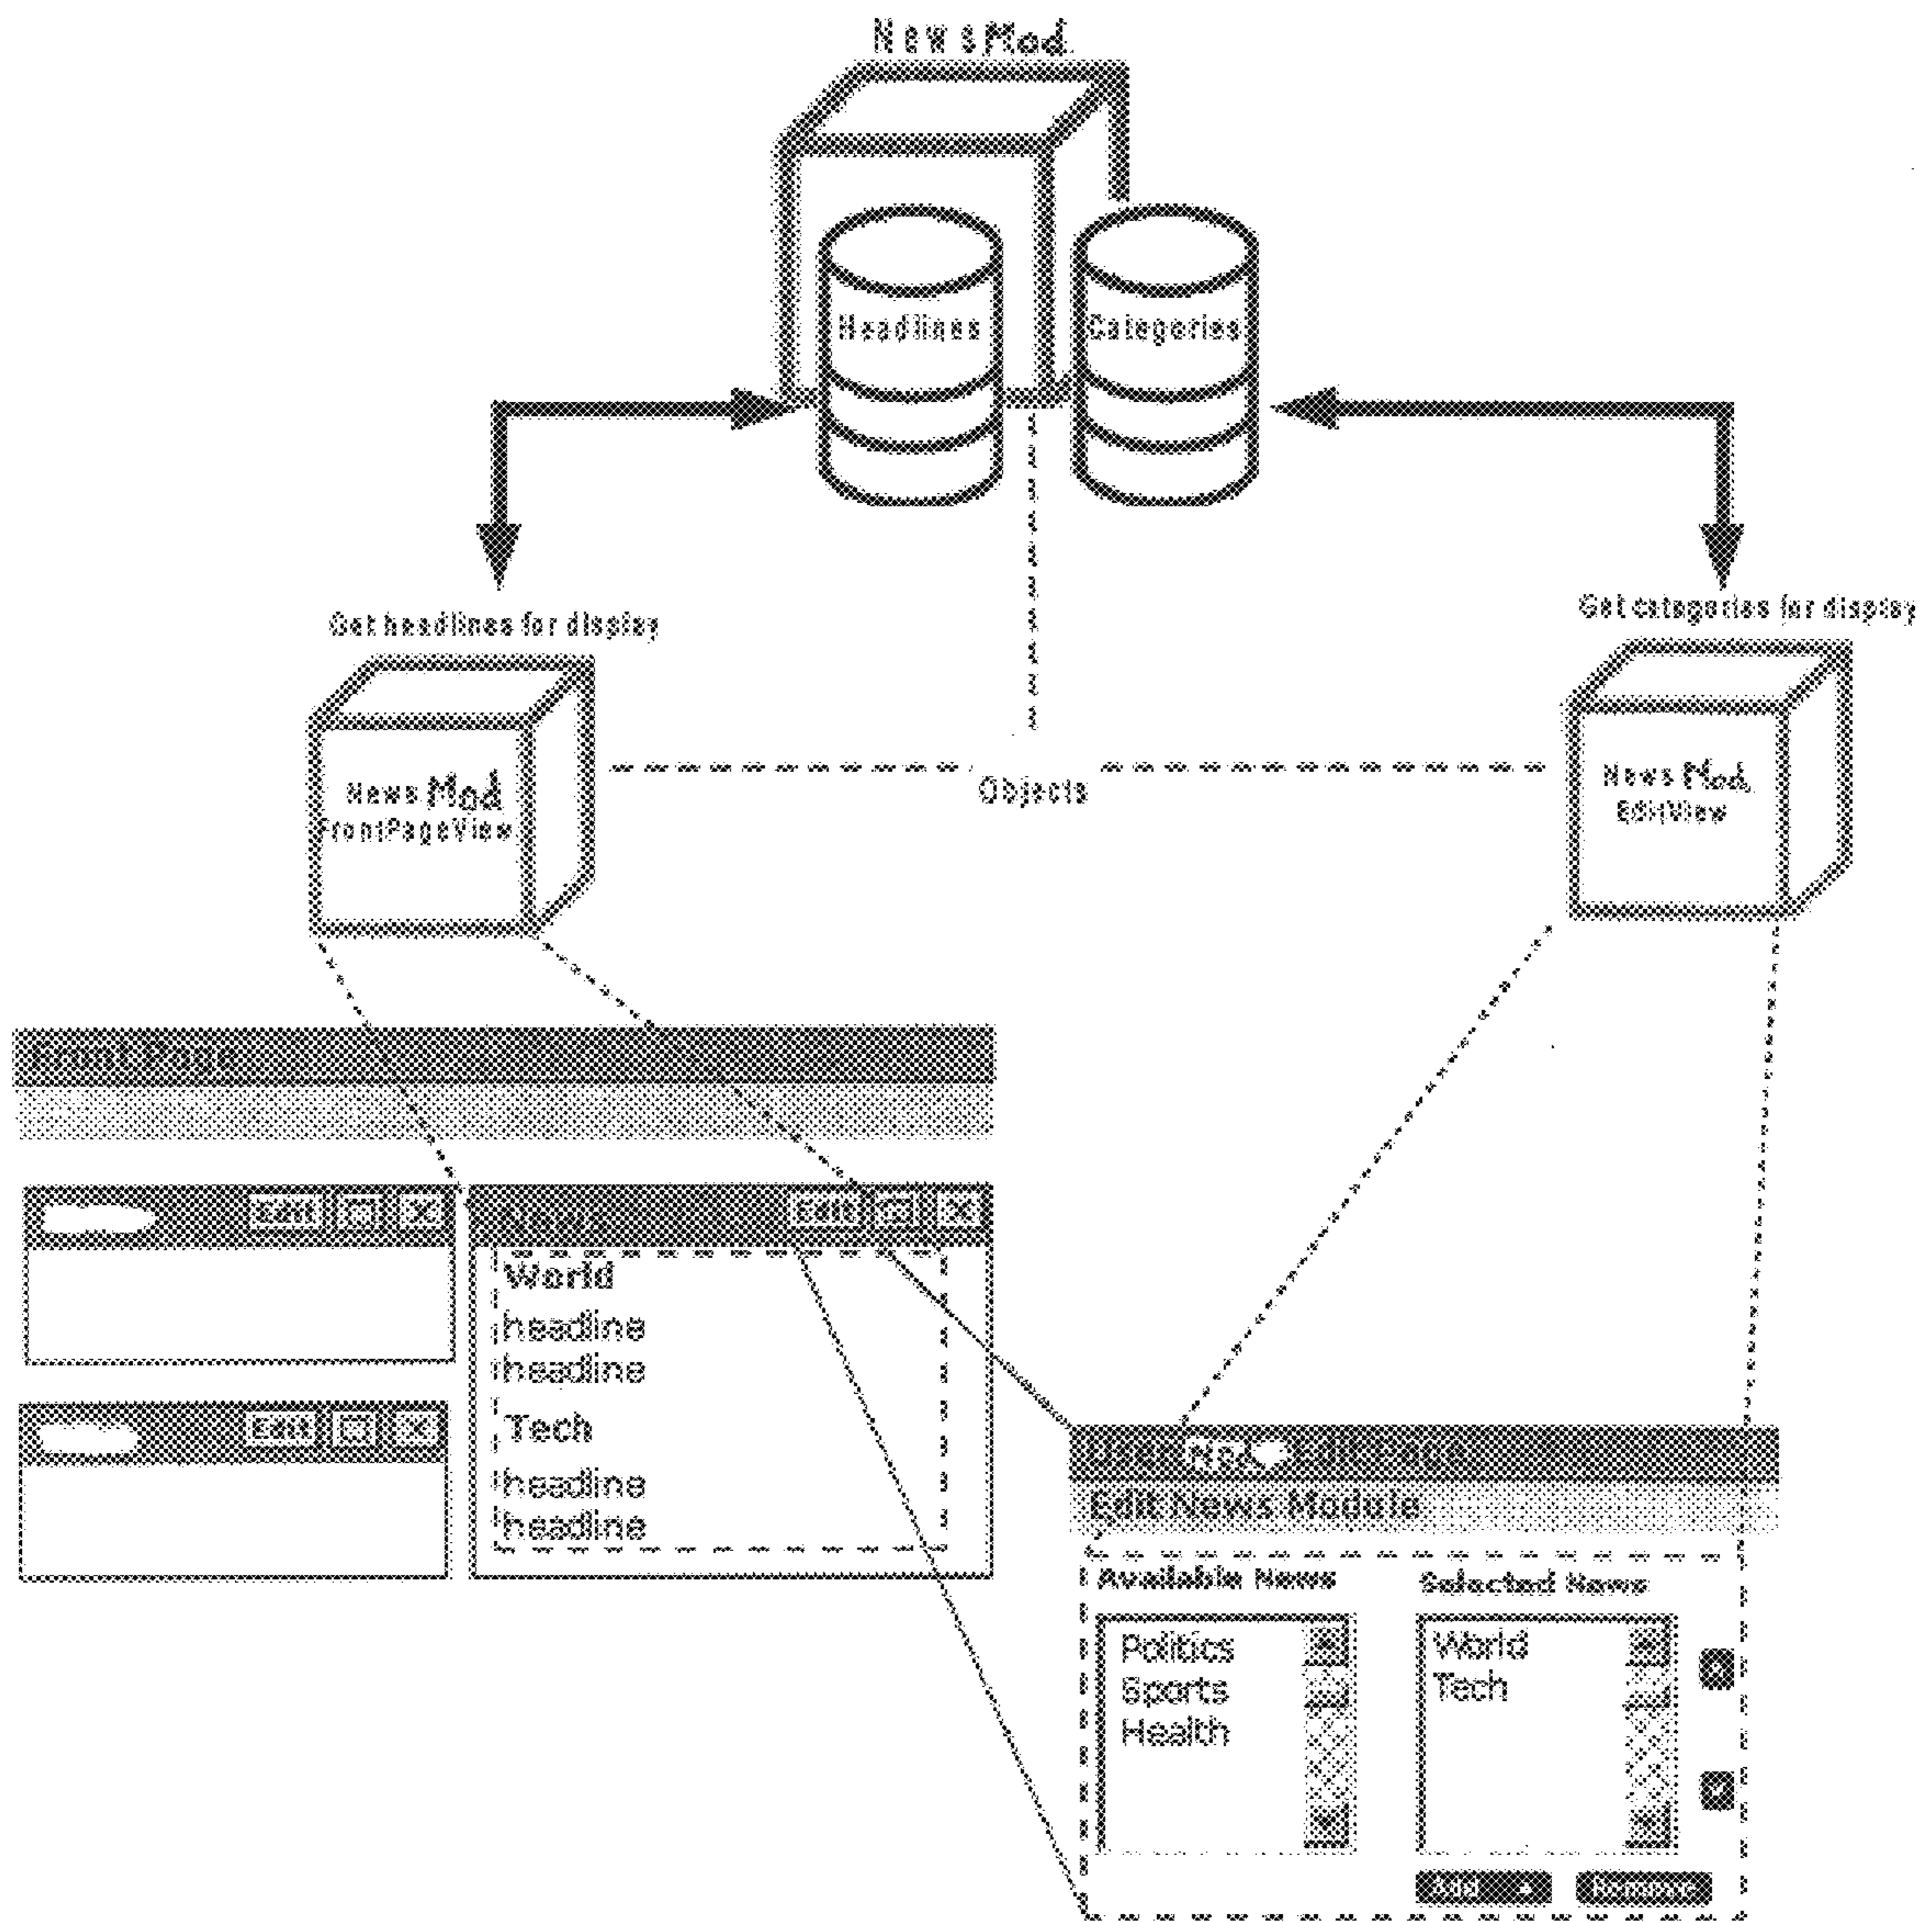 NewsMod.
Headlines
Categories
Get headlines for display
Get categories for display
News Mod
FrontPageView
Objects
News Mod.
EditView
Front Page
Edit
News
Edit
World
headline
headline
Tech
headline
headline
Edit
Edit Page
Edit News Module
Available News
Selected News
Politics
Sports
Health
World
Tech
Add
Remove